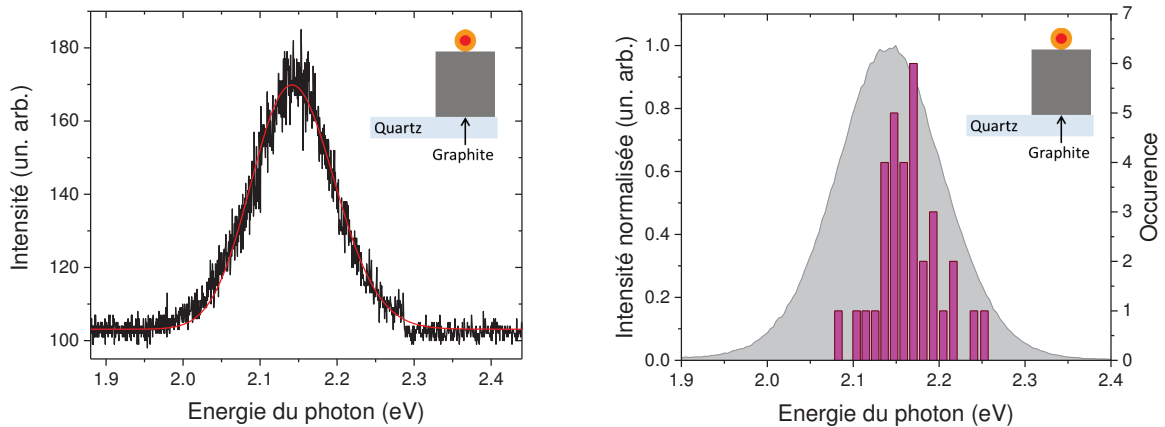 180
160
140
120
100
Intensité (un. arb.)
Quartz
Graphite
1.9 2.0 2.1 2.2 2.3 2.4
Energie du photon (eV)
1.0
0.8
0.6
0.4
0.2
0.0
Intensité normalisée (un. arb.)
Quartz
Graphite
7
6
5
4
3
2
1
0
Occurence
1.9 2.0 2.1 2.2 2.3 2.4
Energie du photon (eV)